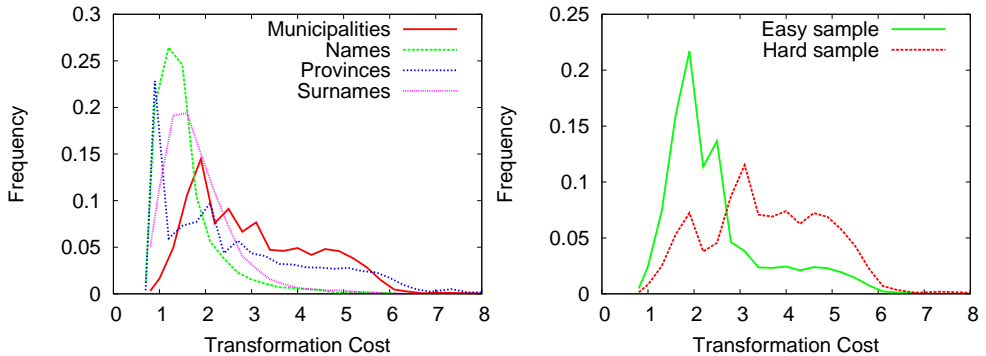 0.3
0.25
0.2
0.15
0.1
0.05
0
Frequency
Municipalities
Names
Provinces
Surnames
0 1 2 3 4 5 6 7 8
Transformation Cost
0.25
0.2
0.15
0.1
0.05
0
Frequency
Easy sample
Hard sample
0 1 2 3 4 5 6 7 8
Transformation Cost